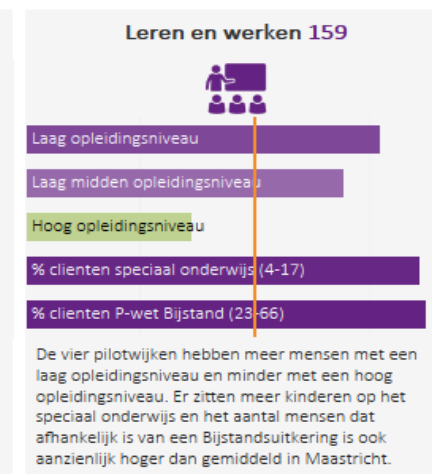 Leren en werken 159
Laag opleidingsniveau
Laag midden opleidingsniveau
Hoog opleidingsniveau
% clienten speciaal onderwijs (4-17)
% clienten P-wet Bijstand (23-66)
De vier pilotwijken hebben meer mensen met een
laag opleidingsniveau en minder met een hoog
opleidingsniveau. Er zitten meer kinderen op het
speciaal onderwijs en het aantal mensen dat
afhankelijk is van een Bijstandsuitkering is ook
aanzienlijk hoger dan gemiddeld in Maastricht.